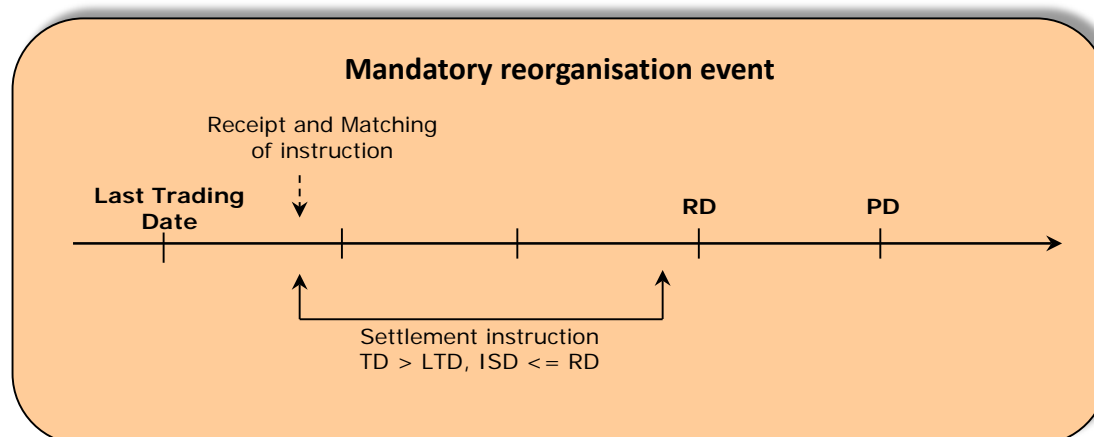 Mandatory reorganisation event
Receipt and Matching
of instruction
Last Trading
Date
RD
PD
Settlement instruction
TD > LTD, ISD <= RD